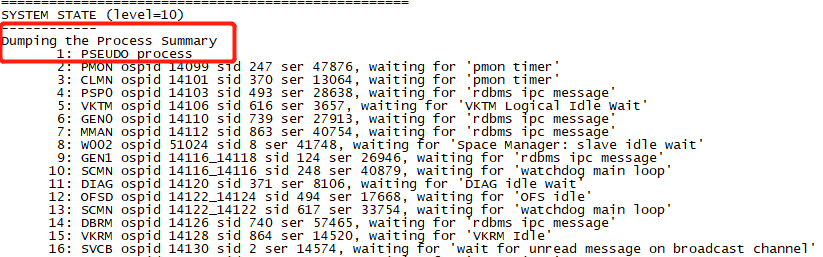 ===================================================
SYSTEM STATE (level=10)
------------
Dumping the Process Summary
1: PSEUDO process
2: PMON ospid 14099 sid 247 ser 47876, waiting for 'pmon timer'
3: CLMN ospid 14101 sid 370 ser 13064, waiting for 'pmon timer'
4: PSP0 ospid 14103 sid 493 ser 28638, waiting for 'rdbms ipc message'
5: VKTM ospid 14106 sid 616 ser 3657, waiting for 'VKTM Logical Idle Wait'
6: GEN0 ospid 14110 sid 739 ser 27913, waiting for 'rdbms ipc message'
7: MMAN ospid 14112 sid 863 ser 40754, waiting for 'rdbms ipc message'
8: W002 ospid 51024 sid 8 ser 41748, waiting for 'Space Manager: slave idle wait'
9: GEN1 ospid 14116_14118 sid 124 ser 26946, waiting for 'rdbms ipc message'
10: SCMN ospid 14116_14116 sid 248 ser 40879, waiting for 'watchdog main loop'
11: DIAG ospid 14120 sid 371 ser 8106, waiting for 'DIAG idle wait'
12: OFSD ospid 14122_14124 sid 494 ser 17668, waiting for 'OFS idle'
13: SCMN ospid 14122_14122 sid 617 ser 33754, waiting for 'watchdog main loop'
14: DBRM ospid 14126 sid 740 ser 57465, waiting for 'rdbms ipc message'
15: VKRM ospid 14128 sid 864 ser 14520, waiting for 'VKRM Idle'
16: SVCB ospid 14130 sid 2 ser 14574, waiting for 'wait for unread message on broadcast channel'